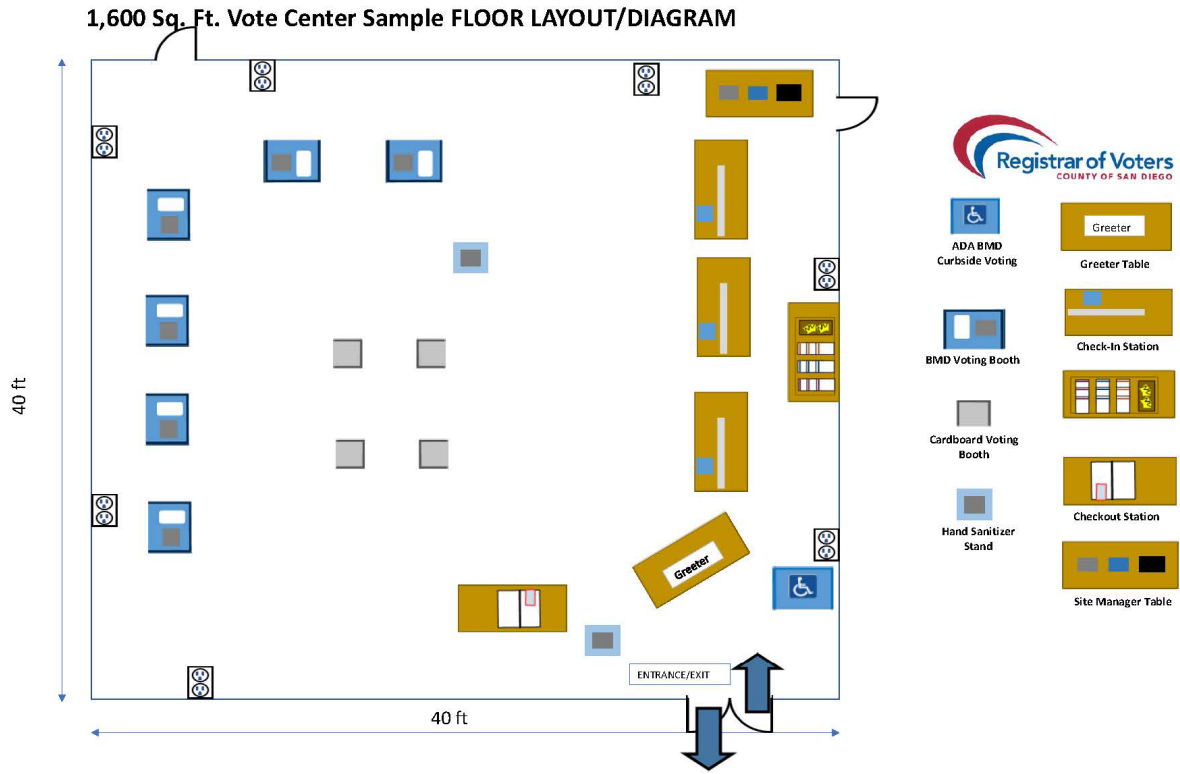 1,600 Sq. Ft. Vote Center Sample FLOOR LAYOUT/DIAGRAM
Registrar of Voters
COUNTY OF SAN DIEGO
ADA BMD
Curbside Voting
Greeter
Greeter Table
BMD Voting Booth
Check-In Station
Cardboard Voting
Booth
Checkout Station
Hand Sanitizer
Stand
Site Manager Table
40 ft
Greeter
ENTRANCE/EXIT
40 ft